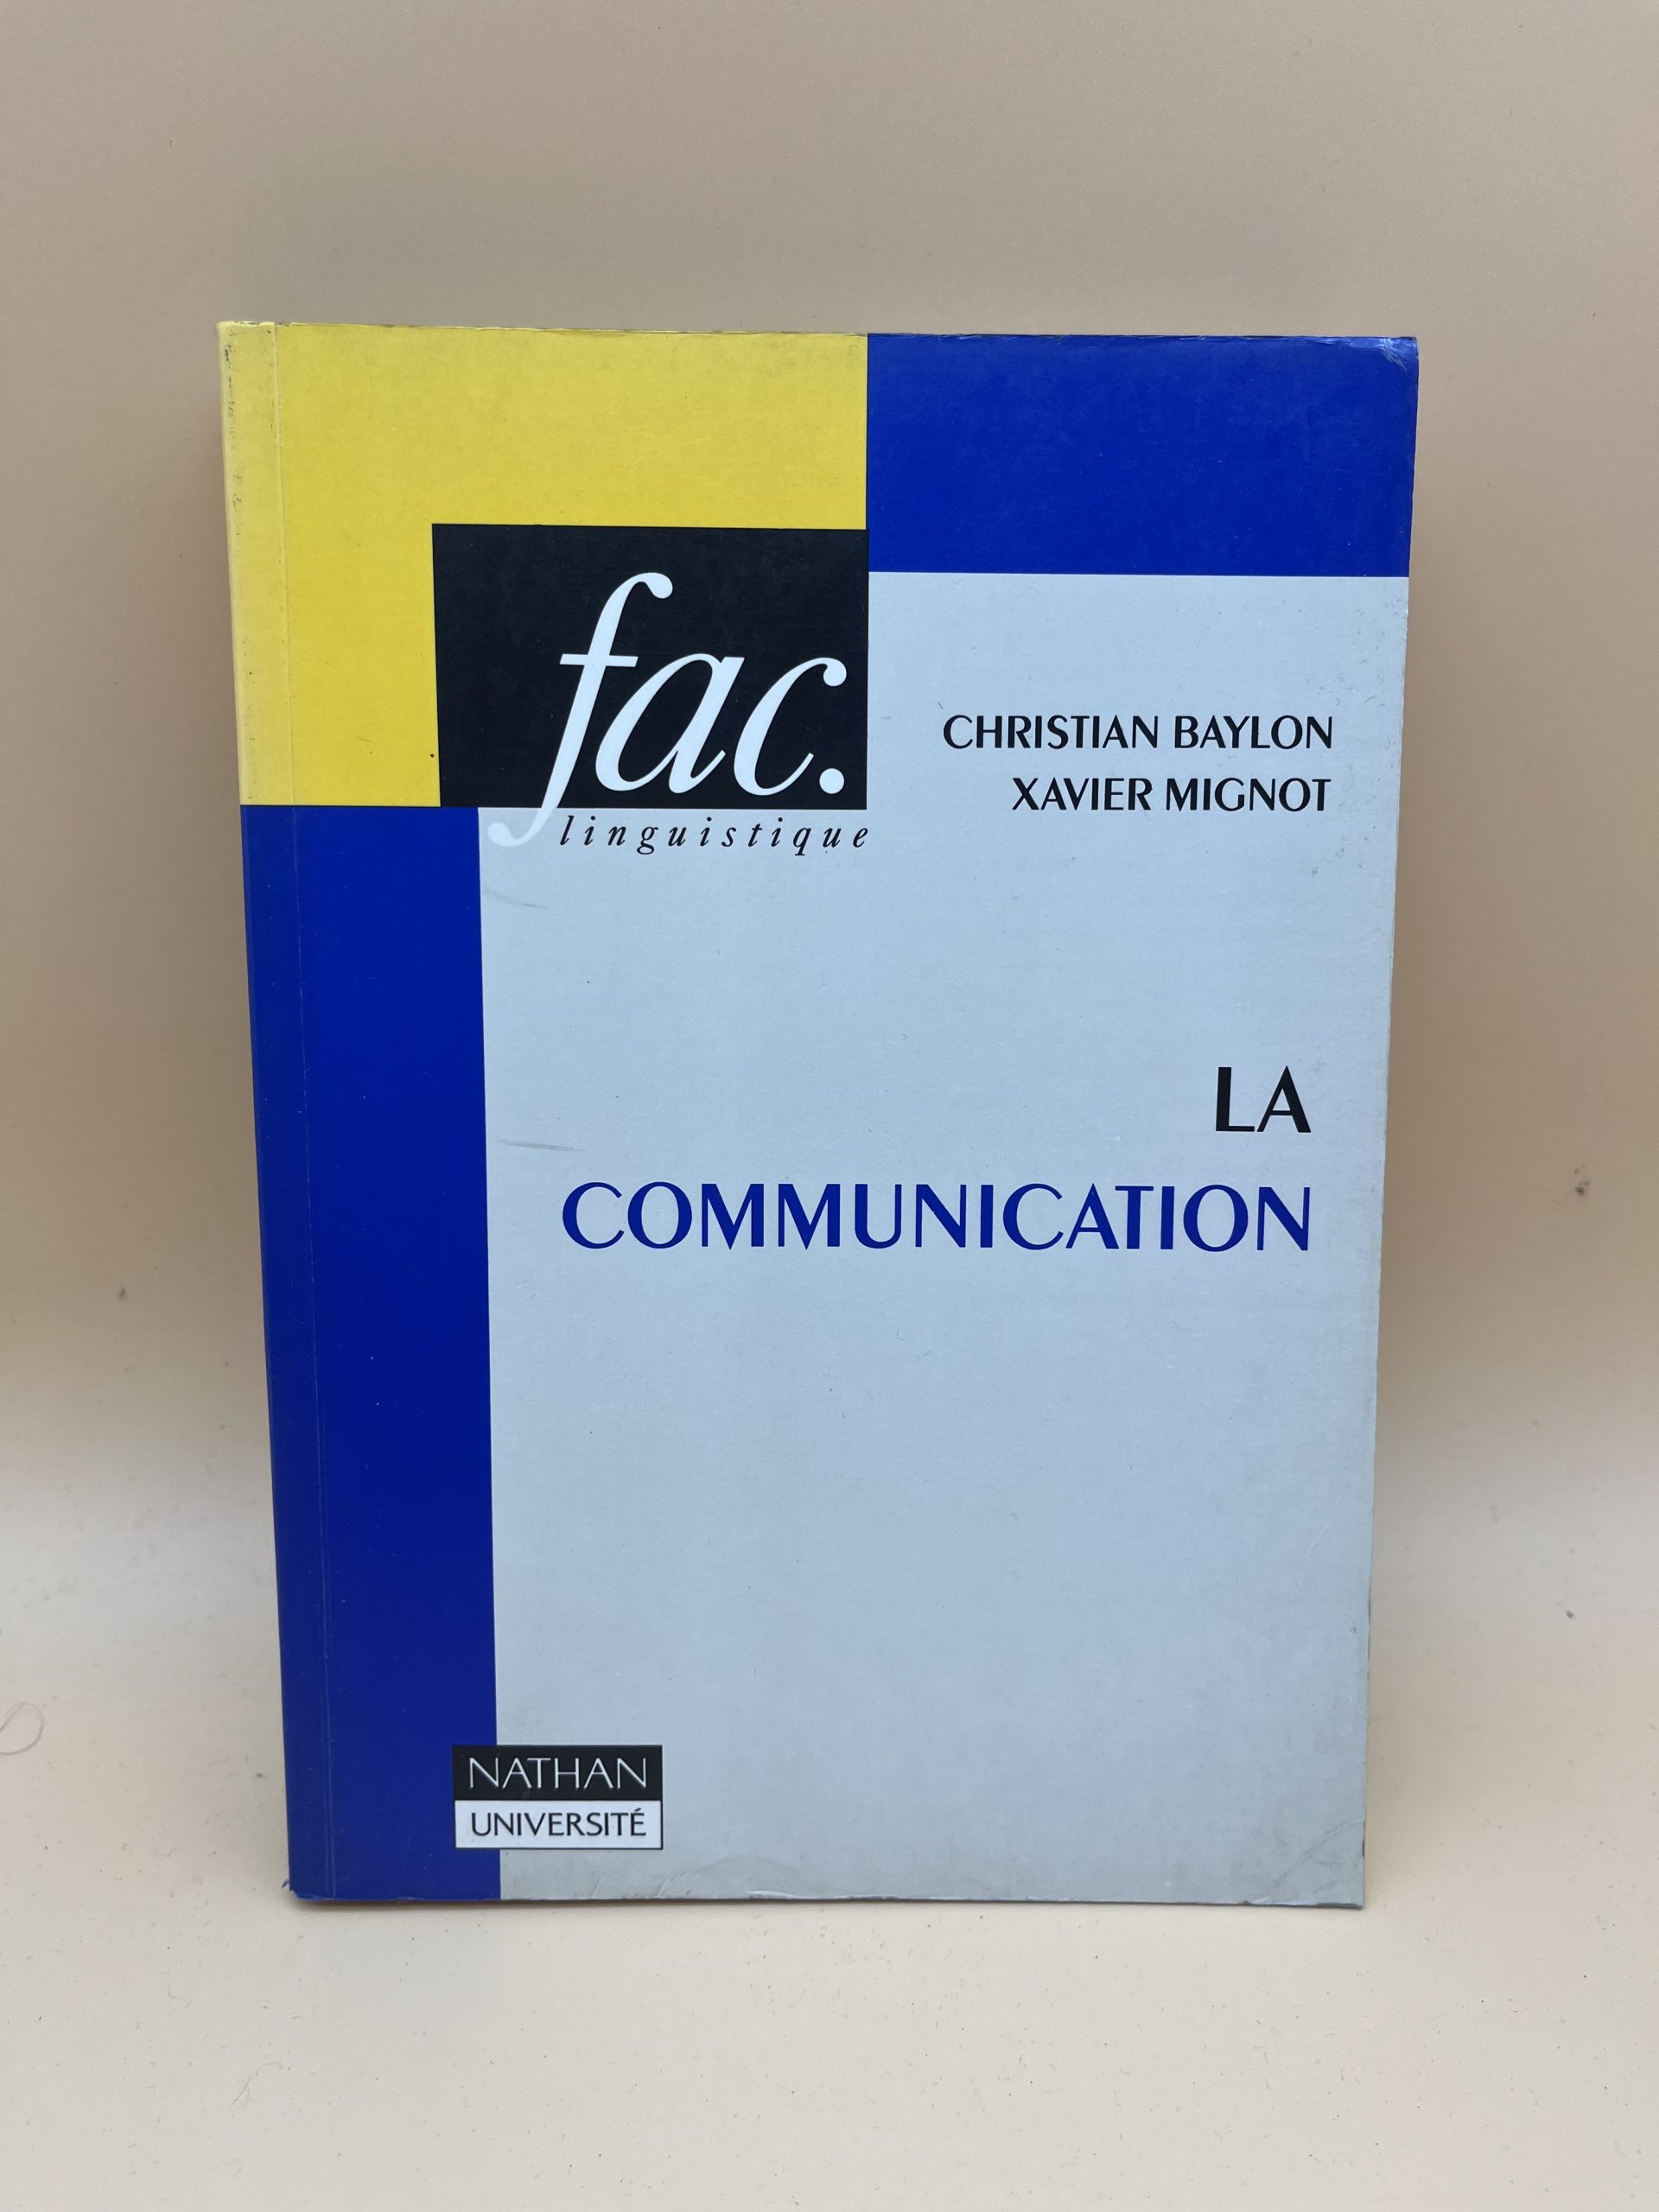 fac.
linguistique
CHRISTIAN BAYLON
XAVIER MIGNOT
LA
COMMUNICATION
NATHAN
UNIVERSITÉ